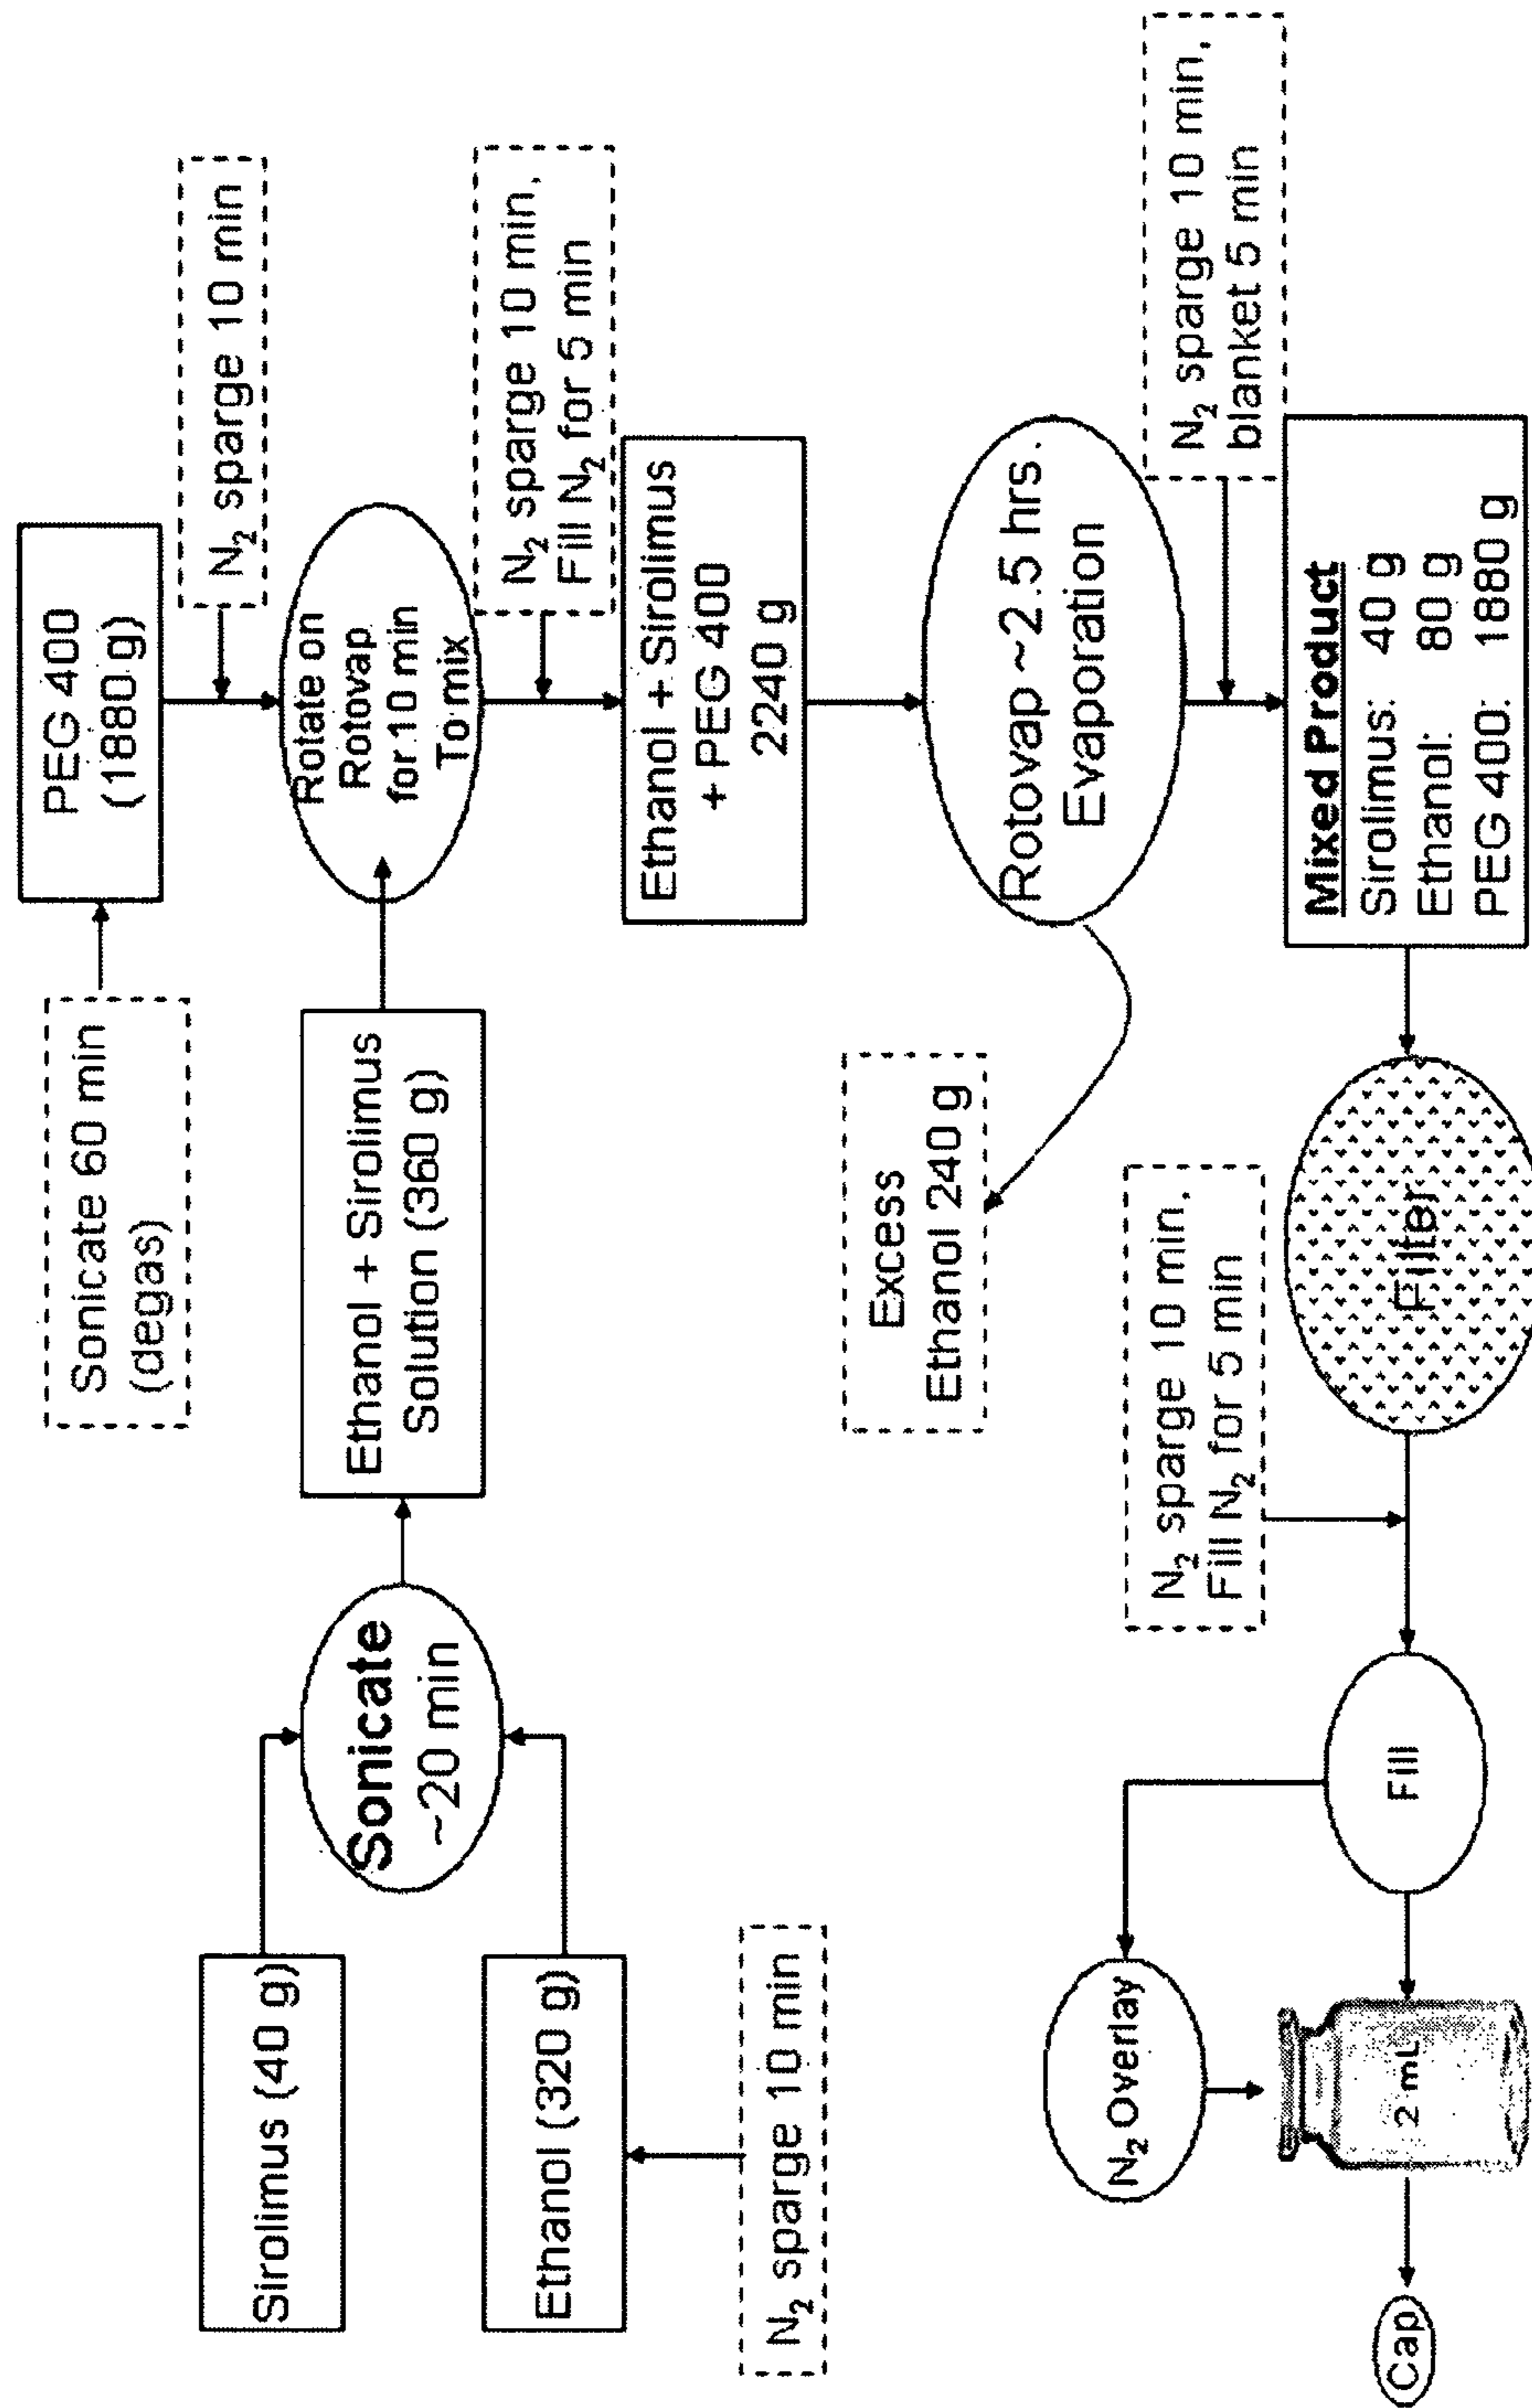 Sirolimus (40 g)
Ethanol (320 g)
N₂ sparge 10 min
Sonicate
~20 min
Ethanol + Sirolimus
Solution (360 g)
Sonicate 60 min
(degas)
PEG 400
(1880 g)
N₂ sparge 10 min
Rotate on
Rotovap
for 10 min
To mix
N₂ sparge 10 min,
Fill N₂ for 5 min
Ethanol + Sirolimus
+ PEG 400
2240 g
Rotovap ~2.5 hrs.
Evaporation
Excess
Ethanol 240 g
N₂ sparge 10 min,
blanket 5 min
Mixed Product
Sirolimus: 40 g
Ethanol: 80 g
PEG 400: 1880 g
Filter
N₂ sparge 10 min,
Fill N₂ for 5 min
Fill
N₂ Overlay
2 mL
Cap